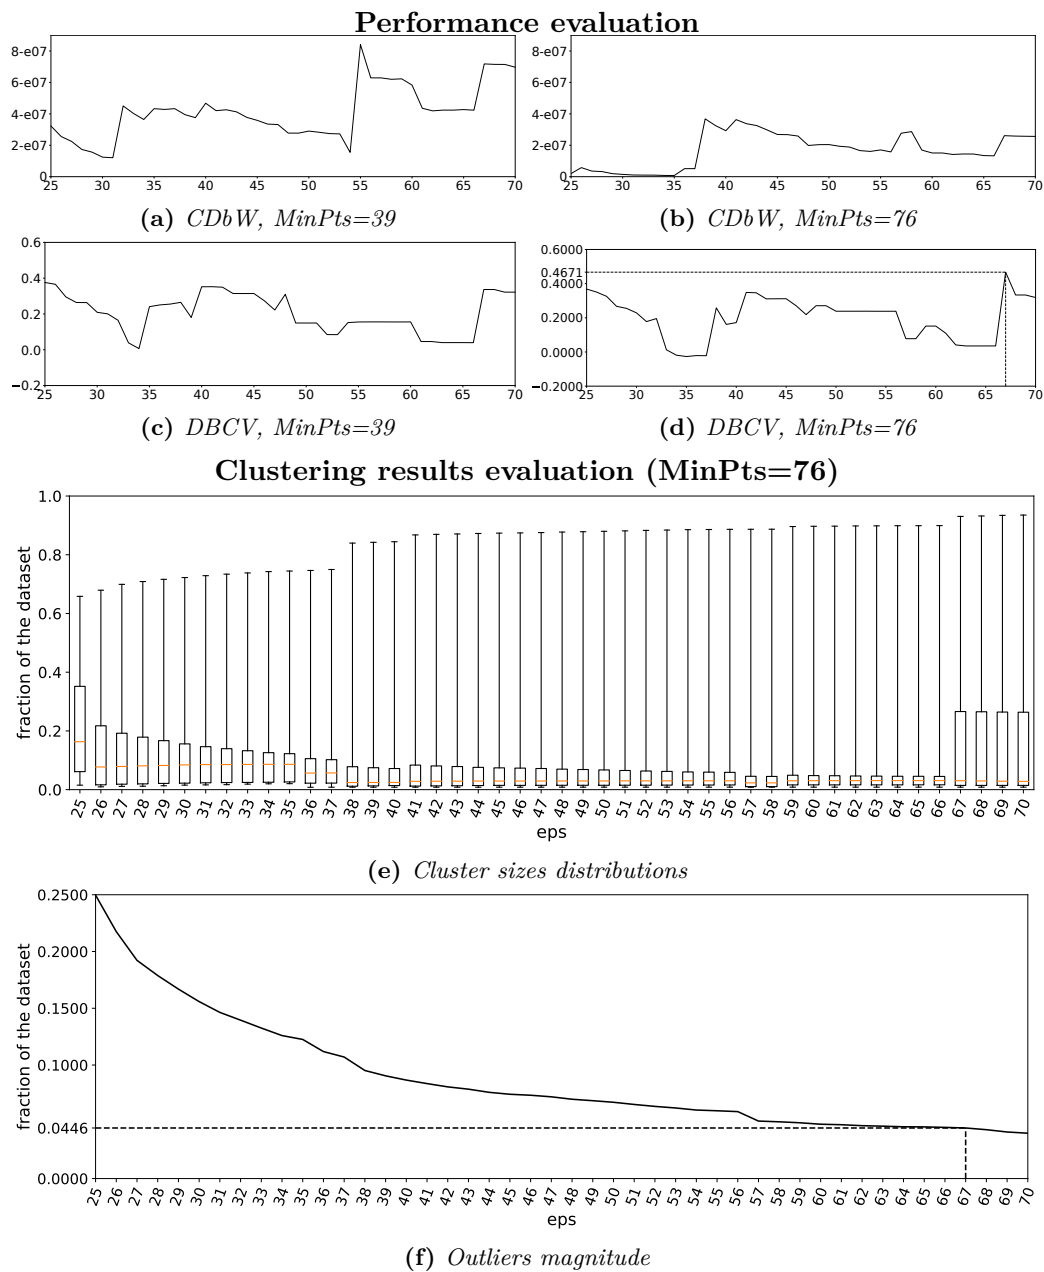 Performance evaluation
8-e07
6-e07
4-e07
2-e07
0
25 30 35 40 45 50 55 60 65 70
(a) CDbW, MinPts=39
8-e07
6-e07
4-e07
2-e07
0
25 30 35 40 45 50 55 60 65 70
(b) CDbW, MinPts=76
0.6
0.4
0.2
0.0
−0.2
25 30 35 40 45 50 55 60 65 70
(c) DBCV, MinPts=39
0.6000
0.4671
0.4000
0.2000
0.0000
−0.2000
25 30 35 40 45 50 55 60 65 70
(d) DBCV, MinPts=76
Clustering results evaluation (MinPts=76)
fraction of the dataset
1.0
0.8
0.6
0.4
0.2
0.0
25 26 27 28 29 30 31 32 33 34 35 36 37 38 39 40 41 42 43 44 45 46 47 48 49 50 51 52 53 54 55 56 57 58 59 60 61 62 63 64 65 66 67 68 69 70
eps
(e) Cluster sizes distributions
fraction of the dataset
0.2500
0.2000
0.1500
0.1000
0.0446
0.0000
25 26 27 28 29 30 31 32 33 34 35 36 37 38 39 40 41 42 43 44 45 46 47 48 49 50 51 52 53 54 55 56 57 58 59 60 61 62 63 64 65 66 67 68 69 70
eps
(f) Outliers magnitude